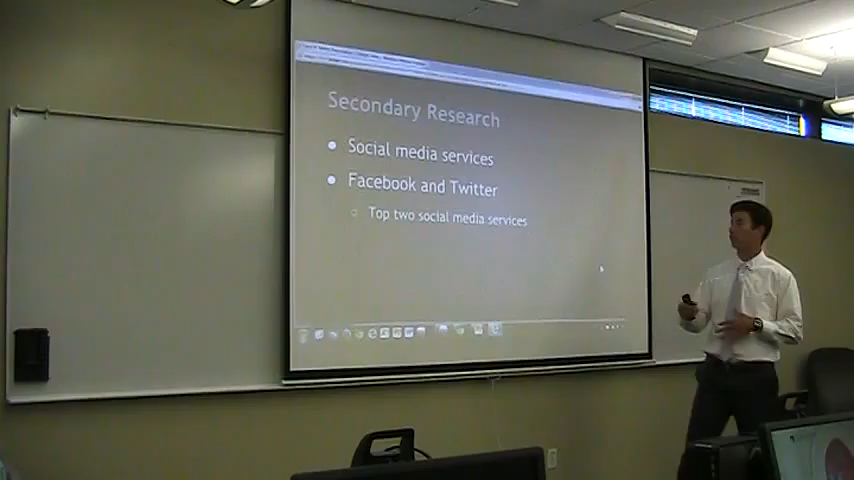 Secondary Research
Social media services
Facebook and Twitter
Top two social media services